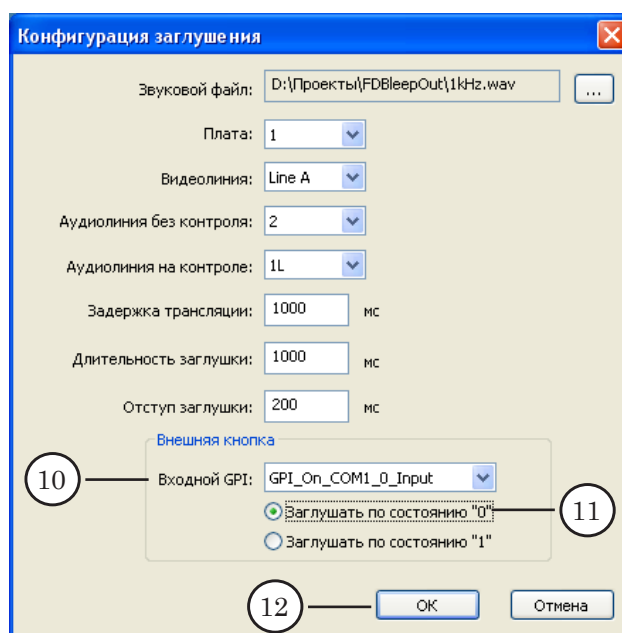 Конфигурация заглушения
Звуковой файл: D:\Проекты\FDBleepOut\1kHz.wav ...
Плата: 1
Видеолиния: Line A
Аудиолиния без контроля: 2
Аудиолиния на контроле: 1L
Задержка трансляции: 1000 мс
Длительность заглушки: 1000 мс
Отступ заглушки: 200 мс
Внешняя кнопка
10 Входной GPI: GPI_On_COM1_0_Input
Заглушать по состоянию "0" 11
Заглушать по состоянию "1"
12 OK Отмена